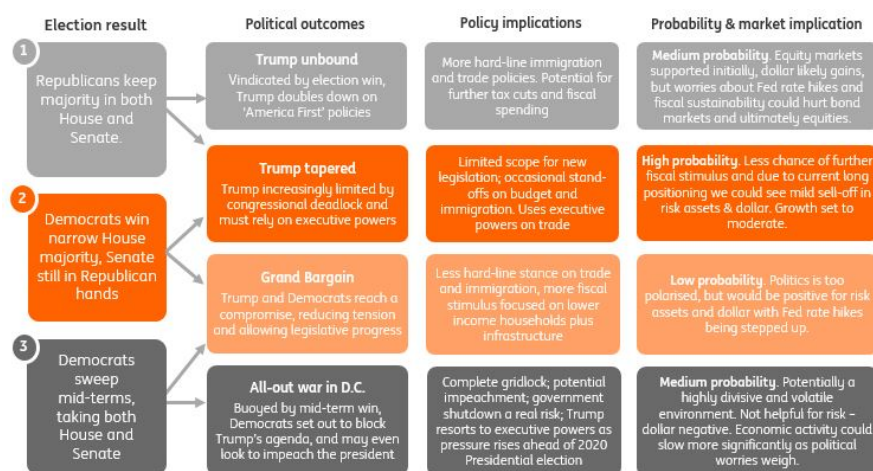 Election result
Political outcomes
Policy implications
Probability & market implication
1
Republicans keep
majority in both
House and
Senate.
Trump unbound
Vindicated by election win,
Trump doubles down on
'America First' policies
More hard-line immigration
and trade policies. Potential for
further tax cuts and fiscal
spending
Medium probability. Equity markets
supported initially, dollar likely gains,
but worries about Fed rate hikes and
fiscal sustainability could hurt bond
markets and ultimately equities.
Trump tapered
Trump increasingly limited by
congressional deadlock and
must rely on executive powers
Limited scope for new
legislation; occasional stand-
offs on budget and
immigration. Uses executive
powers on trade
High probability. Less chance of further
fiscal stimulus and due to current long
positioning we could see mild sell-off in
risk assets & dollar. Growth set to
moderate.
2
Democrats win
narrow House
majority, Senate
still in Republican
hands
Grand Bargain
Trump and Democrats reach a
compromise, reducing tension
and allowing legislative progress
Less hard-line stance on trade
and immigration, more fiscal
stimulus focused on lower
income households plus
infrastructure
Low probability. Politics is too
polarised, but would be positive for risk
assets and dollar with Fed rate hikes
being stepped up.
3
Democrats
sweep
mid-terms,
taking both
House and
Senate
All-out war in D.C.
Buoyed by mid-term win,
Democrats set out to block
Trump's agenda, and may even
look to impeach the president
Complete gridlock; potential
impeachment; government
shutdown a real risk; Trump
resorts to executive powers as
pressure rises ahead of 2020
Presidential election
Medium probability. Potentially a
highly divisive and volatile
environment. Not helpful for risk –
dollar negative. Economic activity could
slow more significantly as political
worries weigh.